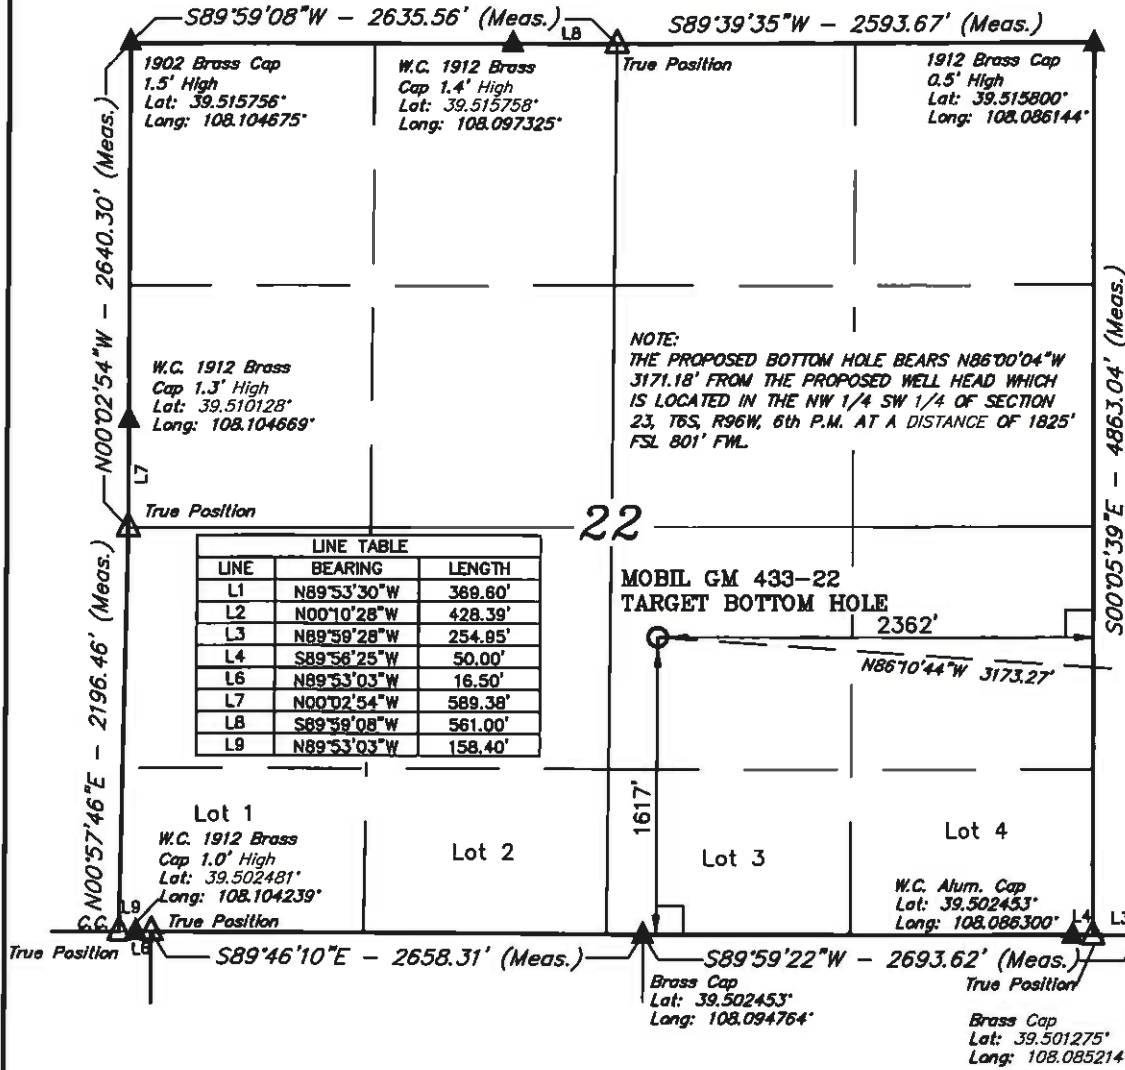 S89°59'08"W - 2635.56' (Meas.)
L8
S89°39'35"W - 2593.67' (Meas.)
1902 Brass Cap
1.5' High
Lat: 39.515756°
Long: 108.104675°
W.C. 1912 Brass
Cap 1.4' High
Lat: 39.515758°
Long: 108.097325°
True Position
1912 Brass Cap
0.5' High
Lat: 39.515800°
Long: 108.086144°
N00°02'54"W - 2640.30' (Meas.)
S00°05'39"E - 4863.04' (Meas.)
NOTE:
THE PROPOSED BOTTOM HOLE BEARS N86°00'04"W
3171.18' FROM THE PROPOSED WELL HEAD WHICH
IS LOCATED IN THE NW 1/4 SW 1/4 OF SECTION
23, T6S, R96W, 6th P.M. AT A DISTANCE OF 1825'
FSL 801' FWL.
W.C. 1912 Brass
Cap 1.3' High
Lat: 39.510128°
Long: 108.104669°
L7
True Position
22
LINE TABLE
LINE BEARING LENGTH
L1 N89°53'30"W 369.60'
L2 N00°10'28"W 428.39'
L3 N89°59'28"W 254.95'
L4 S89°56'25"W 50.00'
L6 N89°53'03"W 16.50'
L7 N00°02'54"W 589.38'
L8 S89°59'08"W 561.00'
L9 N89°53'03"W 158.40'
MOBIL GM 433-22
TARGET BOTTOM HOLE
2362'
N86°10'44"W 3173.27'
N00°57'46"E - 2196.46' (Meas.)
1617'
Lot 1
W.C. 1912 Brass
Cap 1.0' High
Lat: 39.502481°
Long: 108.104239°
Lot 2
Lot 3
Lot 4
W.C. Alum. Cap
Lat: 39.502453°
Long: 108.086300°
L9
C.C.
True Position
L4
L3
True Position
L6
S89°46'10"E - 2658.31' (Meas.)
S89°59'22"W - 2693.62' (Meas.)
True Position
Brass Cap
Lat: 39.502453°
Long: 108.094764°
Brass Cap
Lat: 39.501275°
Long: 108.085214